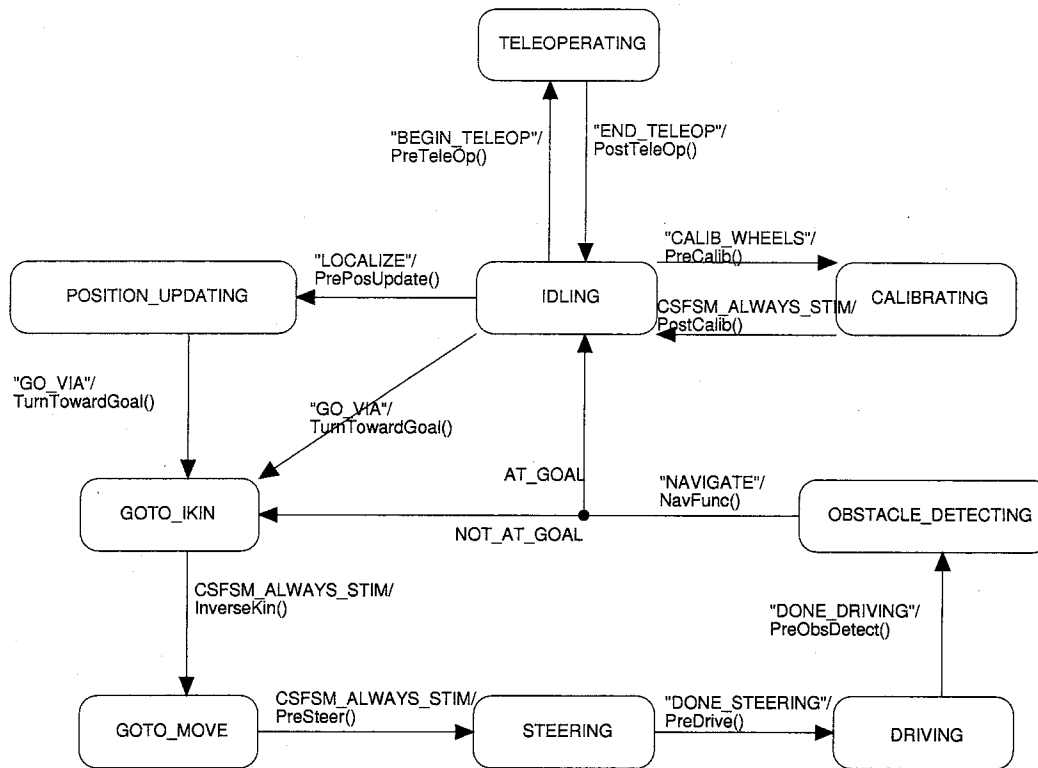 TELEOPERATING
"BEGIN_TELEOP"/
PreTeleOp()
"END_TELEOP"/
PostTeleOp()
"LOCALIZE"/
PrePosUpdate()
"CALIB_WHEELS"/
PreCalib()
POSITION_UPDATING
IDLING
CALIBRATING
CSFSM_ALWAYS_STIM/
PostCalib()
"GO_VIA"/
TurnTowardGoal()
"GO_VIA"/
TurnTowardGoal()
AT_GOAL
"NAVIGATE"/
NavFunc()
GOTO_IKIN
OBSTACLE_DETECTING
NOT_AT_GOAL
CSFSM_ALWAYS_STIM/
InverseKin()
"DONE_DRIVING"/
PreObsDetect()
CSFSM_ALWAYS_STIM/
PreSteer()
"DONE_STEERING"/
PreDrive()
GOTO_MOVE
STEERING
DRIVING